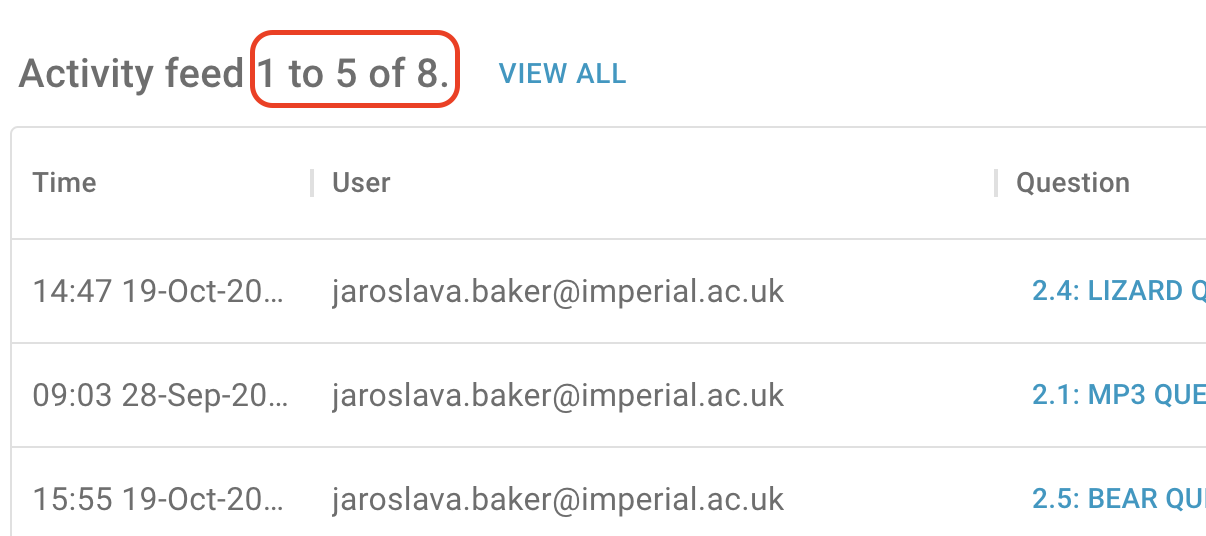 Activity feed 1 to 5 of 8. VIEW ALL
Time User Question
14:47 19-Oct-20... jaroslava.baker@imperial.ac.uk 2.4: LIZARD Q
09:03 28-Sep-20... jaroslava.baker@imperial.ac.uk 2.1: MP3 QUE
15:55 19-Oct-20... jaroslava.baker@imperial.ac.uk 2.5: BEAR QU